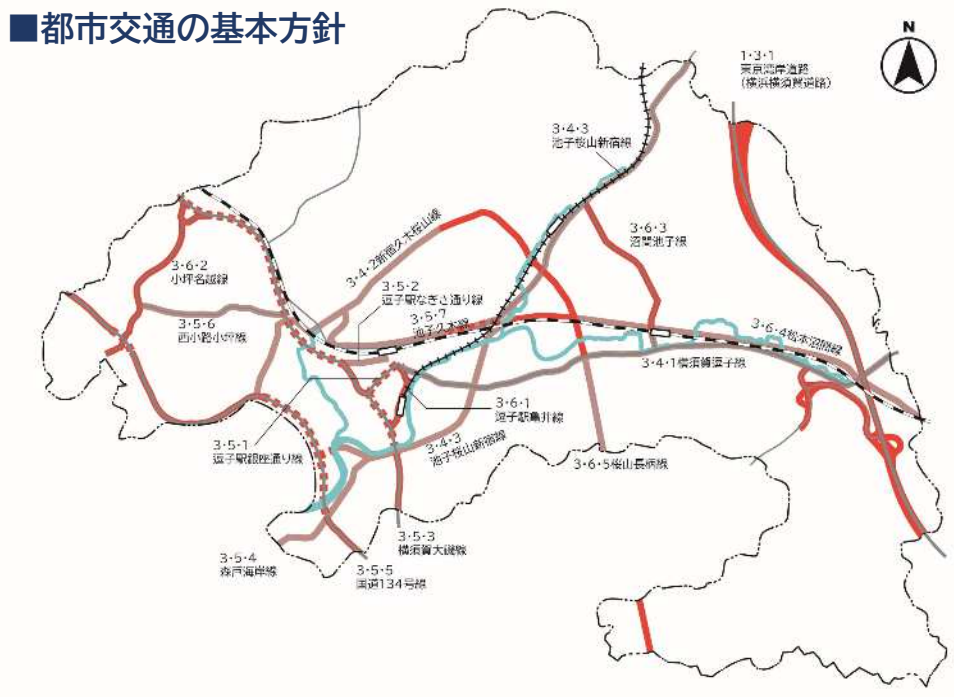 ■都市交通の基本方針
N
1・3・1
東京湾岸道路
(横浜横須賀道路)
3・4・3
池子桜山新宿線
3・6・3
沼間池子線
3・4・2新宿久木桜山線
3・6・2
小坪名越線
3・5・2
逗子駅なぎさ通り線
3・5・7
池子久木線
3・5・6
西小路小坪線
3・6・4桜木沼間線
3・4・1横須賀逗子線
3・6・1
逗子駅亀井線
3・5・1
逗子駅銀座通り線
3・4・3
池子桜山新宿線
3・6・5桜山長柄線
3・5・3
横須賀大磯線
3・5・4
森戸海岸線
3・5・5
国道134号線